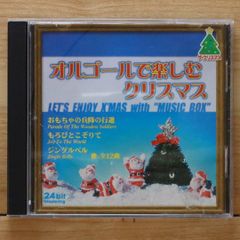 オルゴールで楽しむ
クリスマス
LET'S ENJOY X'MAS with "MUSIC BOX"
おもちゃの兵隊の行進
Parade Of The Wooden Soldiers
もろびとこぞりて
Joy To The World
ジングルベル
Jingle Bells
他、全12曲
24bit